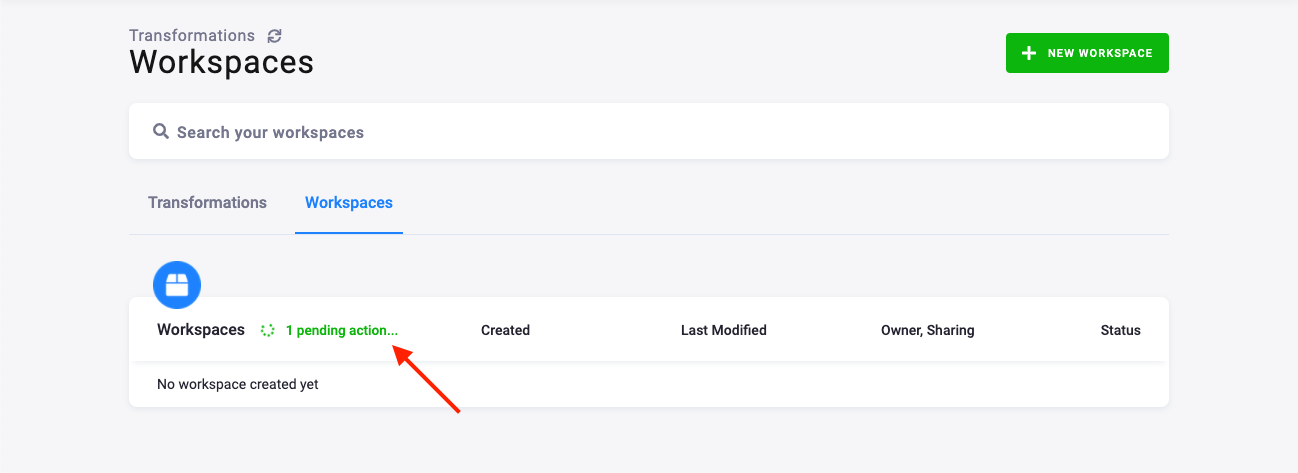 Transformations
Workspaces
NEW WORKSPACE
Search your workspaces
Transformations Workspaces
Workspaces 1 pending action... Created Last Modified Owner, Sharing Status
No workspace created yet